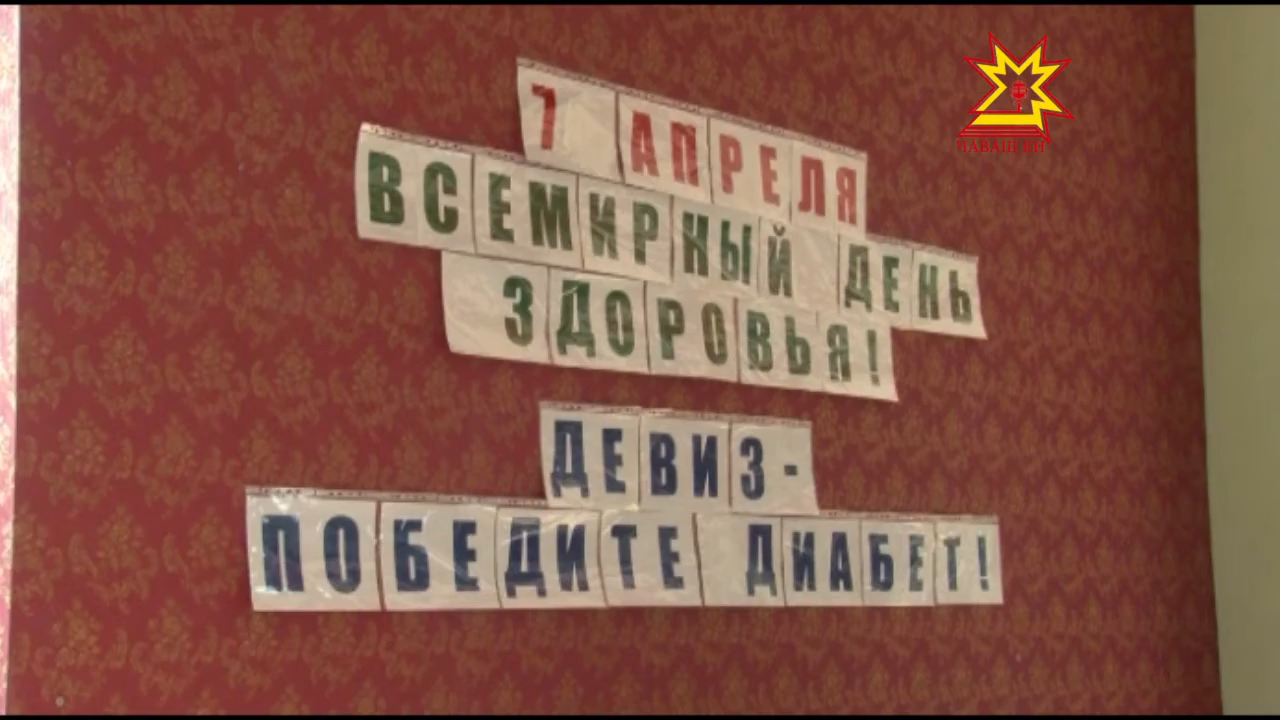 7 АПРЕЛЯ
ВСЕМИРНЫЙ ДЕНЬ
ЗДОРОВЬЯ!
ДЕВИЗ-
ПОБЕДИТЕ ДИАБЕТ!